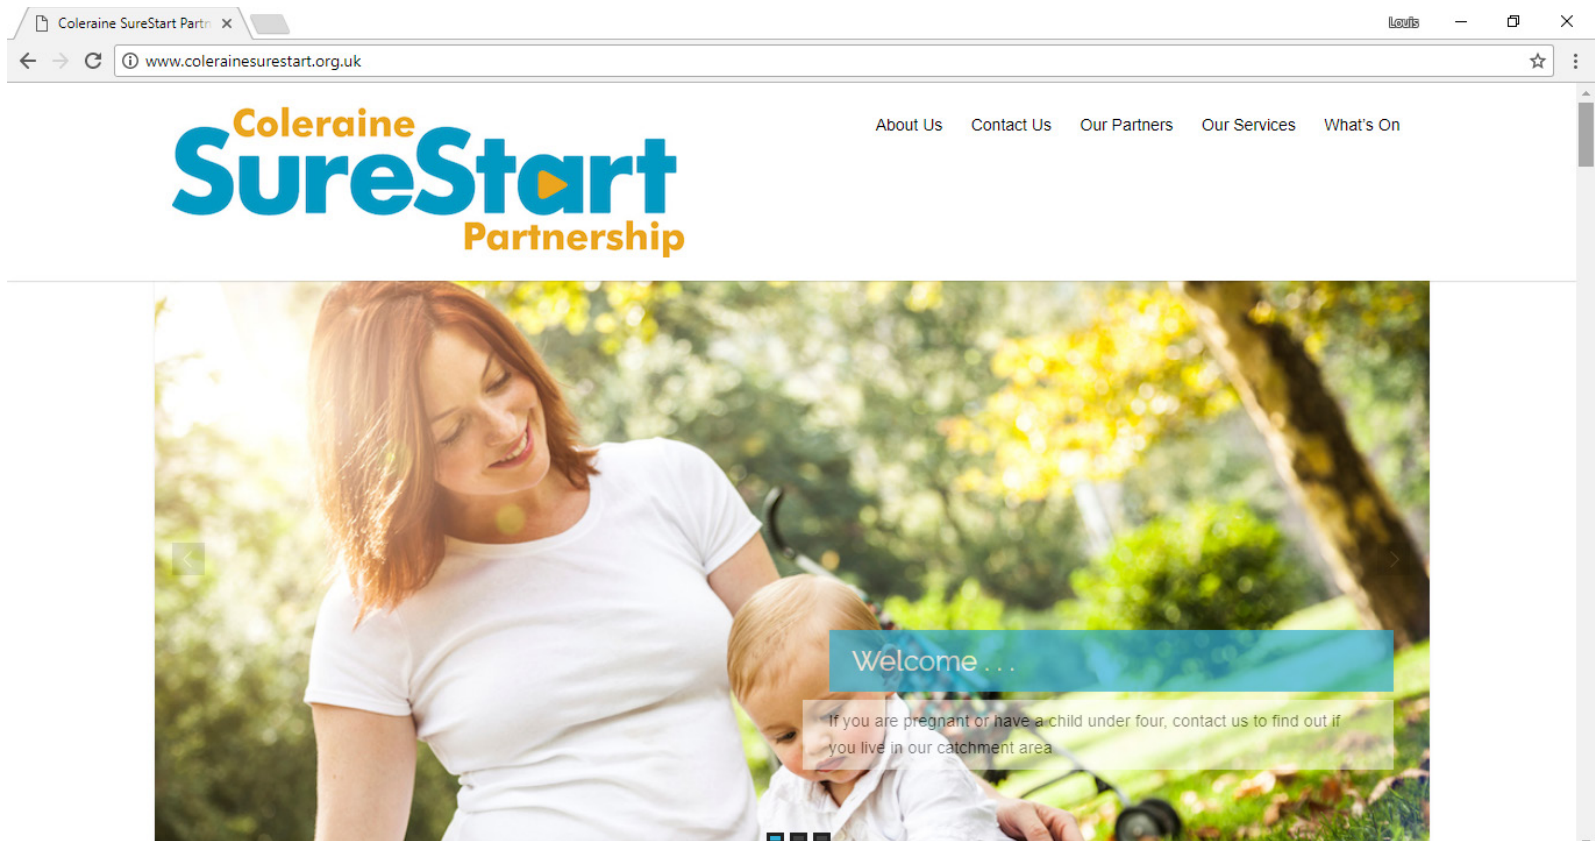 Coleraine SureStart Partn
Louis
www.colerainesurestart.org.uk
Coleraine
SureStart
Partnership
About Us Contact Us Our Partners Our Services What's On
Welcome . . .
If you are pregnant or have a child under four, contact us to find out if
you live in our catchment area